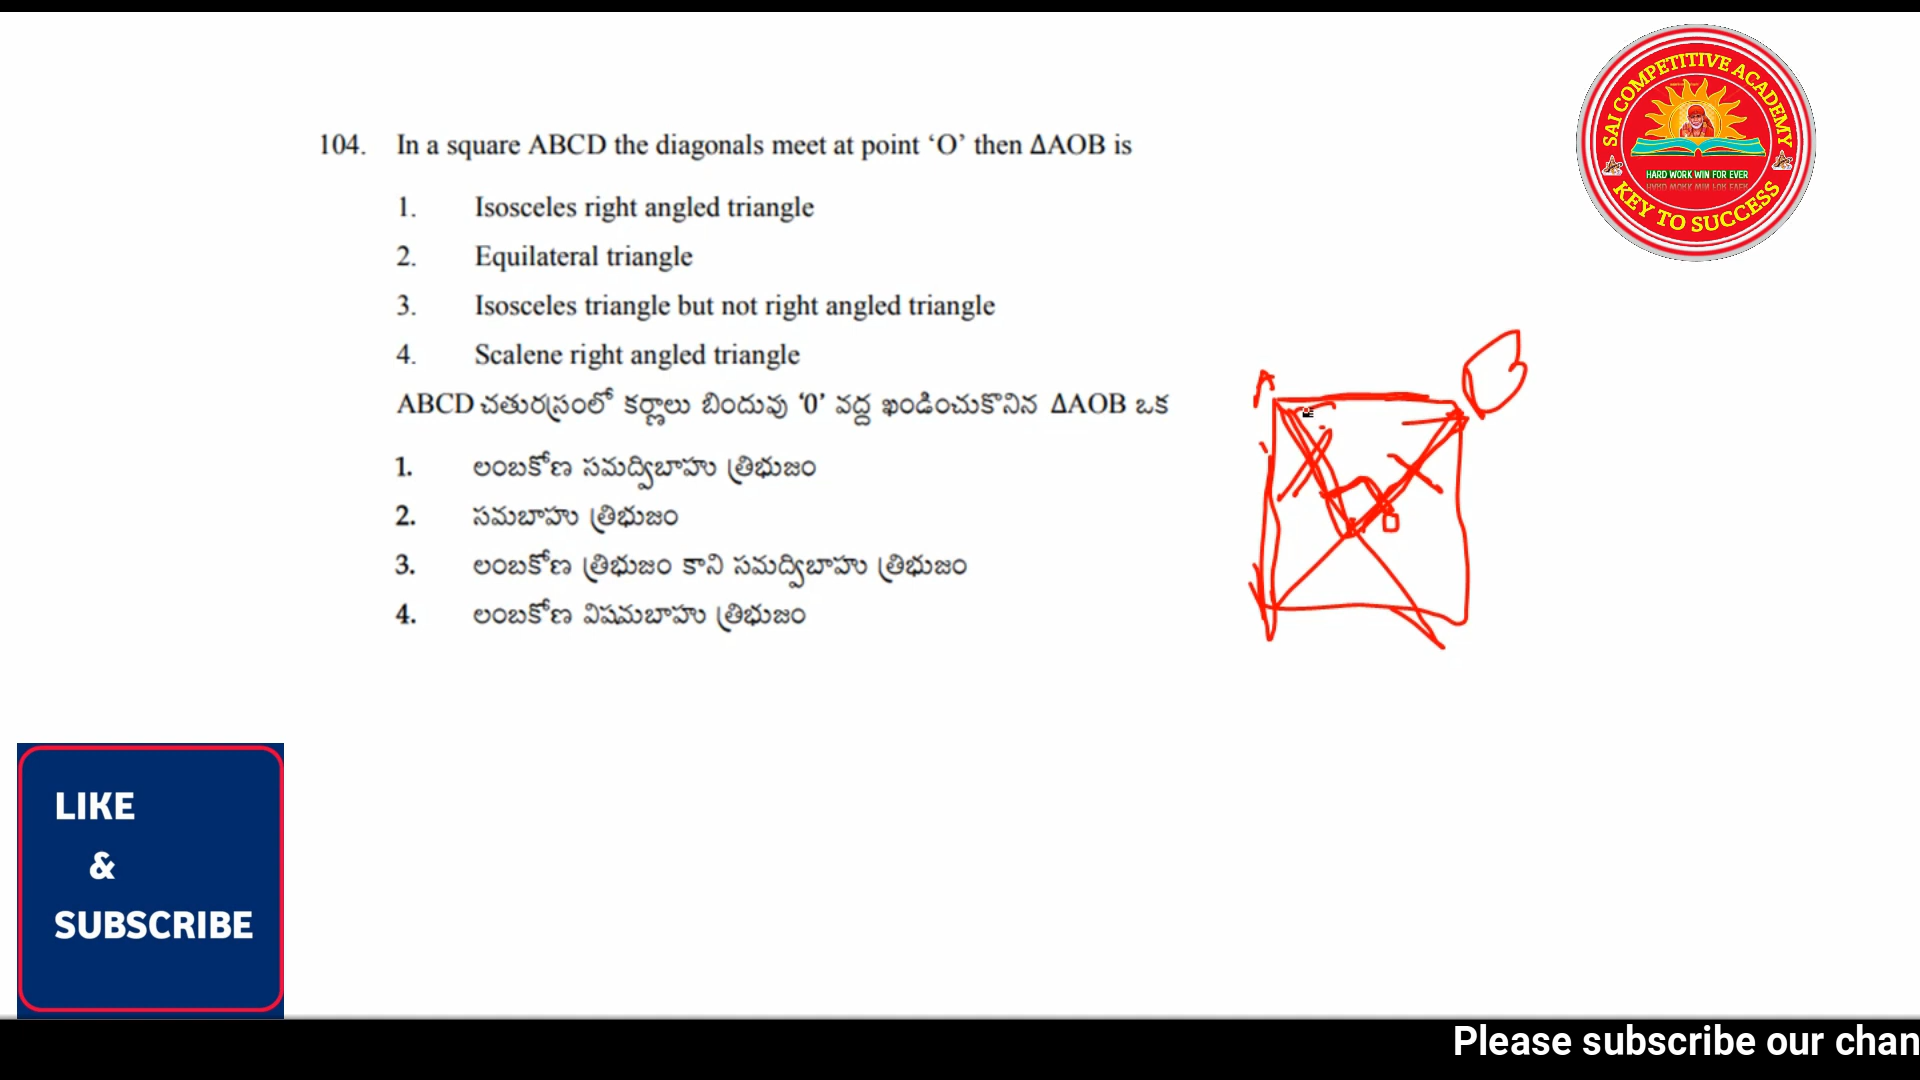 SAI COMPETITIVE ACADEMY
HARD WORK WIN FOR EVER
KEY TO SUCCESS
104. In a square ABCD the diagonals meet at point ‘O’ then ΔAOB is
1. Isosceles right angled triangle
2. Equilateral triangle
3. Isosceles triangle but not right angled triangle
4. Scalene right angled triangle
ABCD చతురస్రంలో కర్ణాలు బిందువు ‘0’ వద్ద ఖండించుకొనిన ΔAOB ఒక
1. లంబకోణ సమద్విబాహు త్రిభుజం
2. సమబాహు త్రిభుజం
3. లంబకోణ త్రిభుజం కాని సమద్విబాహు త్రిభుజం
4. లంబకోణ విషమబాహు త్రిభుజం
A
LIKE
&
SUBSCRIBE
Please subscribe our chan